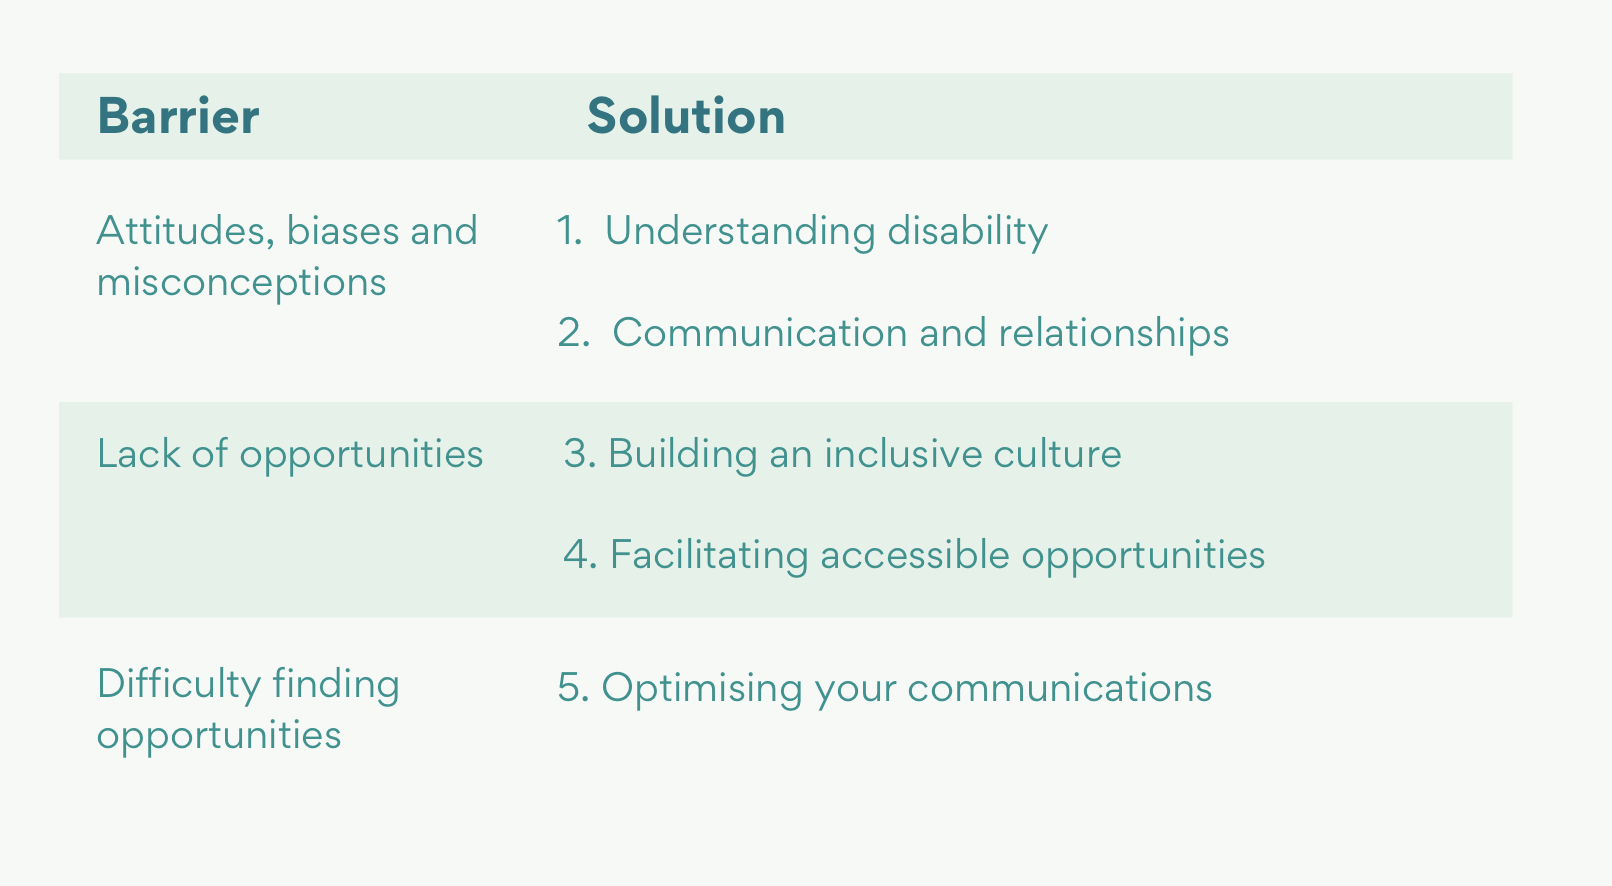 Barrier Solution
Attitudes, biases and
misconceptions
1. Understanding disability
2. Communication and relationships
Lack of opportunities
3. Building an inclusive culture
4. Facilitating accessible opportunities
Difficulty finding
opportunities
5. Optimising your communications